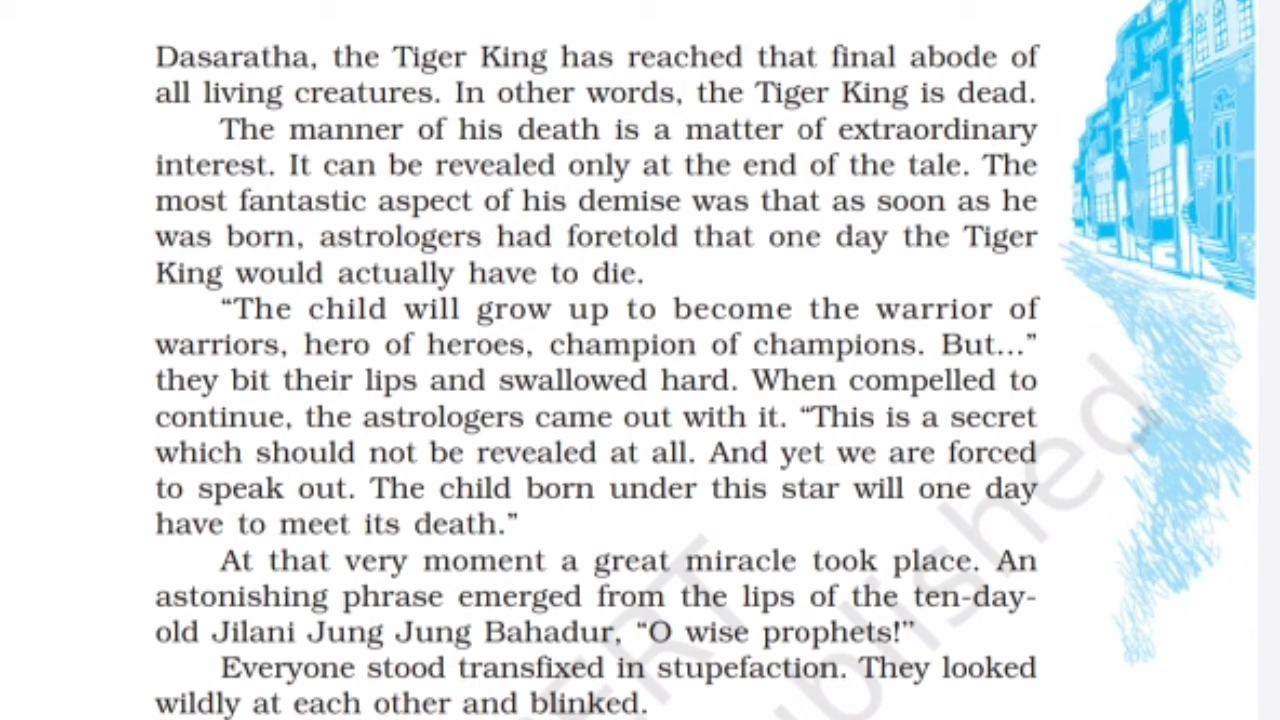 Dasaratha, the Tiger King has reached that final abode of
all living creatures. In other words, the Tiger King is dead.
The manner of his death is a matter of extraordinary
interest. It can be revealed only at the end of the tale. The
most fantastic aspect of his demise was that as soon as he
was born, astrologers had foretold that one day the Tiger
King would actually have to die.
“The child will grow up to become the warrior of
warriors, hero of heroes, champion of champions. But...”
they bit their lips and swallowed hard. When compelled to
continue, the astrologers came out with it. “This is a secret
which should not be revealed at all. And yet we are forced
to speak out. The child born under this star will one day
have to meet its death.”
At that very moment a great miracle took place. An
astonishing phrase emerged from the lips of the ten-day-
old Jilani Jung Jung Bahadur, “O wise prophets!”
Everyone stood transfixed in stupefaction. They looked
wildly at each other and blinked.